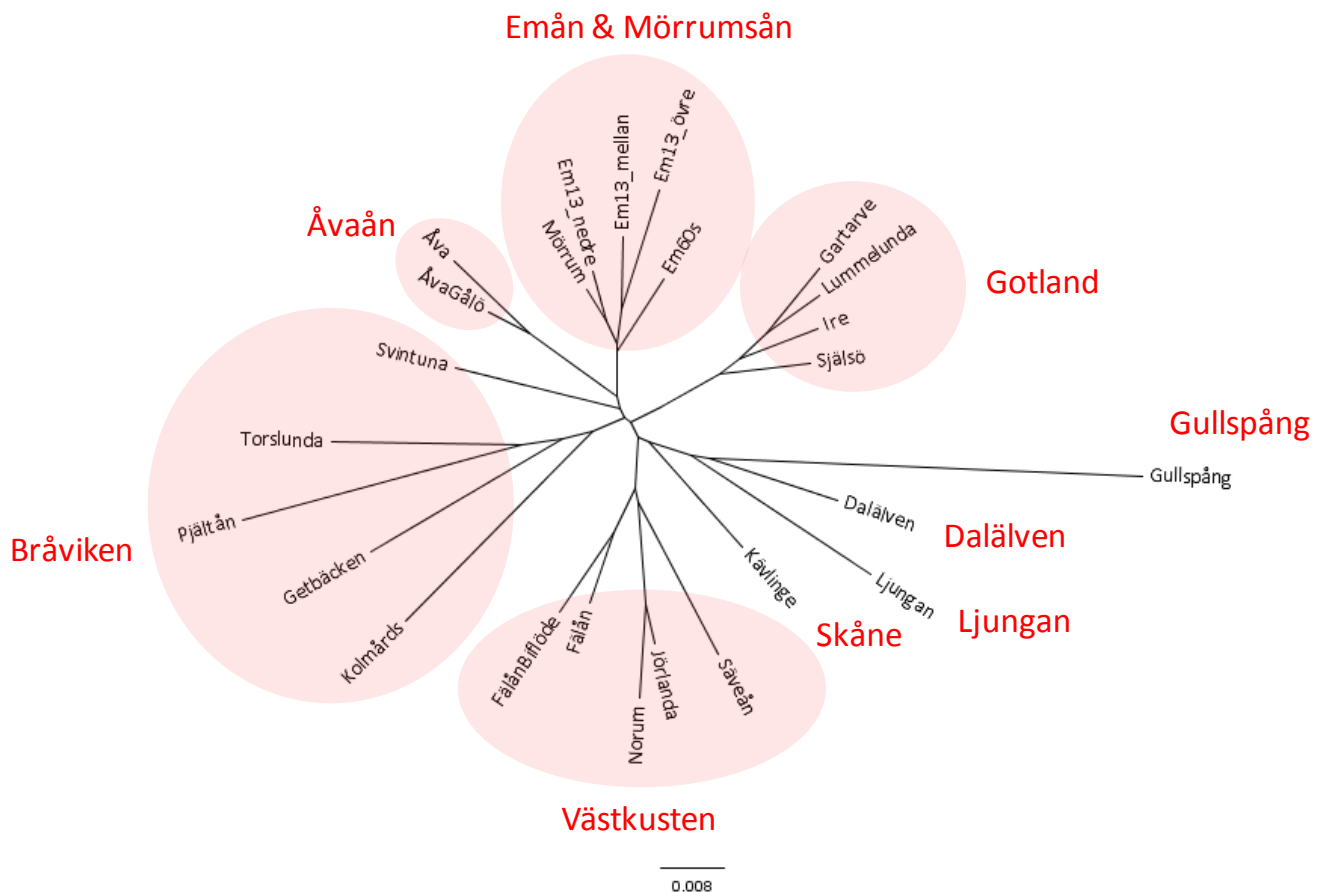 Emån & Mörrumsån
Em13_övre
Em13_mellan
Em13_nedre
Mörrum
Em60s
Åvaån
Åva
ÅvaGålö
Gartarve
Lummelunda
Ire
Själsö
Gotland
Svintuna
Torslunda
Pjältån
Getbäcken
Kolmårds
Bråviken
Gullspång
Gullspång
Dalälven
Dalälven
Ljungan
Ljungan
Kävlinge
Skåne
FälånBiflöde
Fälån
Norum
Jörlanda
Säveån
Västkusten
0.008